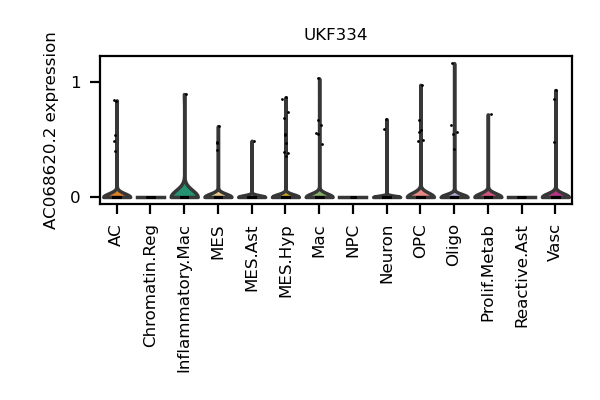 UKF334
AC068620.2 expression
1
0
AC
Chromatin.Reg
Inflammatory.Mac
MES
MES.Ast
MES.Hyp
Mac
NPC
Neuron
OPC
Oligo
Prolif.Metab
Reactive.Ast
Vasc